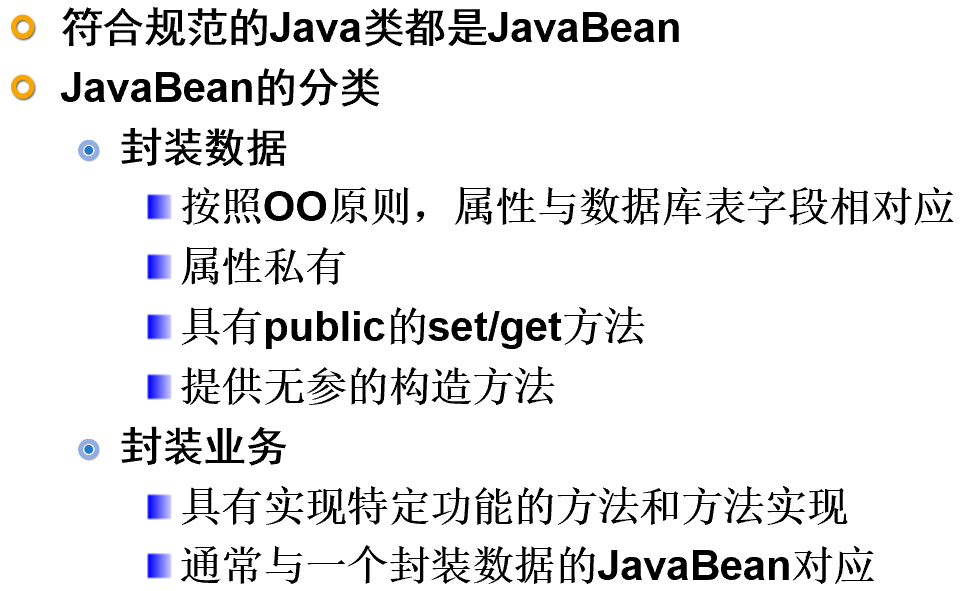 符合规范的Java类都是JavaBean
JavaBean的分类
封装数据
按照OO原则，属性与数据库表字段相对应
属性私有
具有public的set/get方法
提供无参的构造方法
封装业务
具有实现特定功能的方法和方法实现
通常与一个封装数据的JavaBean对应